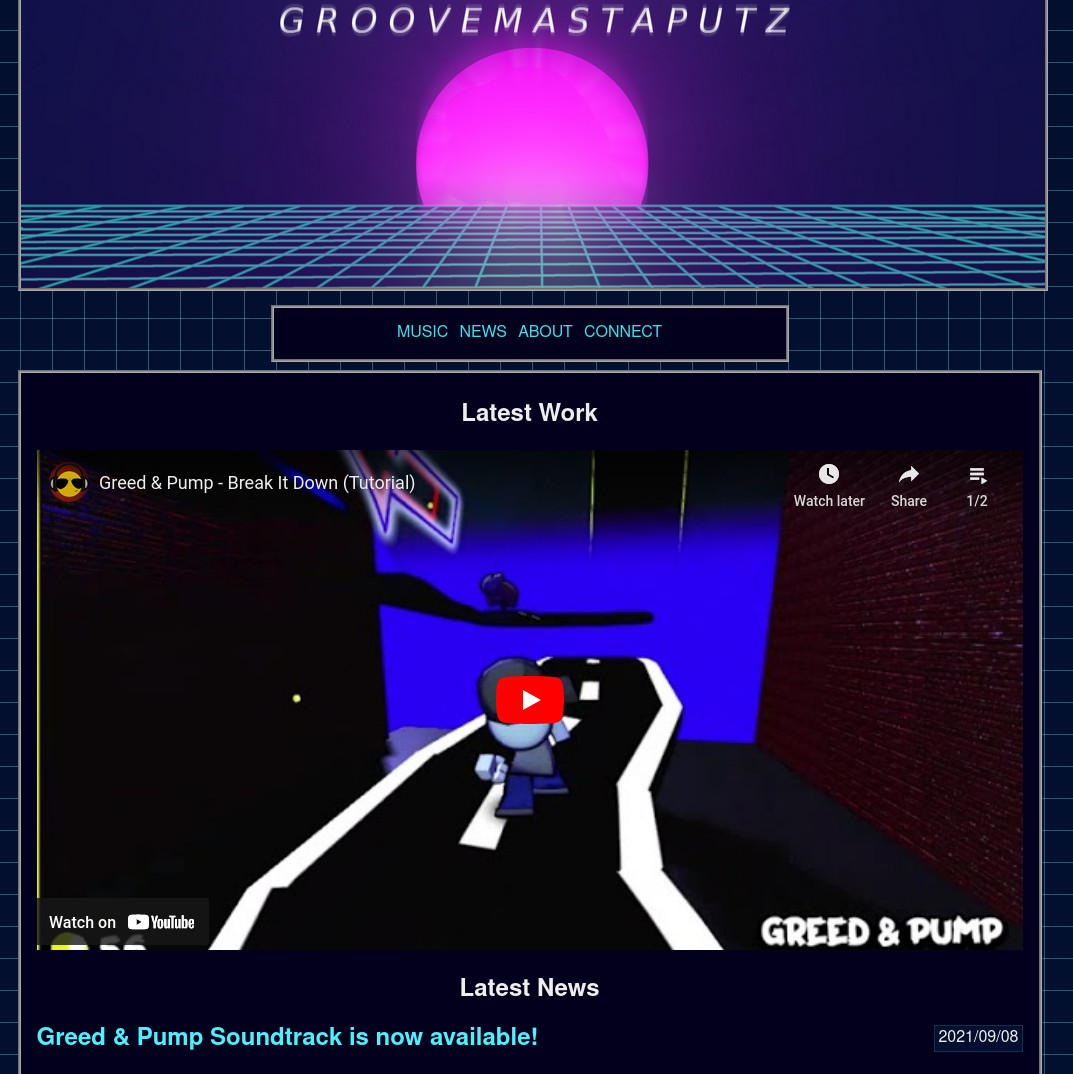 GROOVEMASTAPUTZ
MUSIC NEWS ABOUT CONNECT
Latest Work
Greed & Pump - Break It Down (Tutorial)
Watch later
Share
1/2
Watch on YouTube
GREED & PUMP
Latest News
Greed & Pump Soundtrack is now available!
2021/09/08